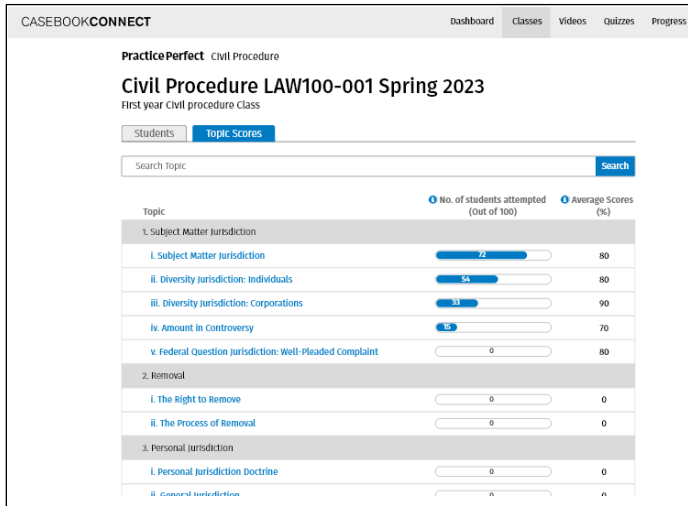 CASEBOOKCONNECT
Dashboard Classes Videos Quizzes Progress
PracticePerfect Civil Procedure
Civil Procedure LAW100-001 Spring 2023
First year Civil procedure Class
Students Topic Scores
Search Topic Search
Topic No. of students attempted (Out of 100) Average Scores (%)
1. Subject Matter Jurisdiction
i. Subject Matter Jurisdiction 72 80
ii. Diversity Jurisdiction: Individuals 54 80
iii. Diversity Jurisdiction: Corporations 33 90
iv. Amount in Controversy 15 70
v. Federal Question Jurisdiction: Well-Pleaded Complaint 0 80
2. Removal
i. The Right to Remove 0 0
ii. The Process of Removal 0 0
3. Personal Jurisdiction
i. Personal Jurisdiction Doctrine 0 0
ii. General Jurisdiction 0 0